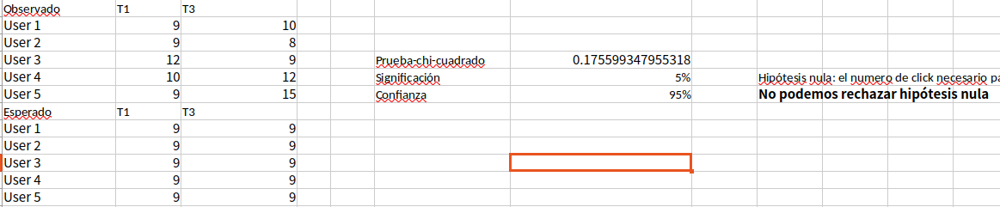 Observado T1 T3
User 1 9 10
User 2 9 8
User 3 12 9 Prueba-chi-cuadrado 0.175599347955318
User 4 10 12 Significación 5% Hipótesis nula: el numero de click necesario pa
User 5 9 15 Confianza 95% No podemos rechazar hipótesis nula
Esperado T1 T3
User 1 9 9
User 2 9 9
User 3 9 9
User 4 9 9
User 5 9 9